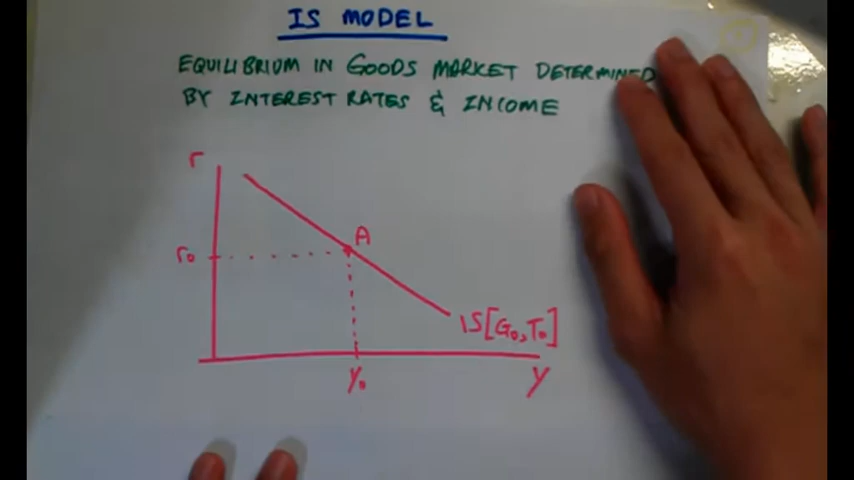 IS MODEL
EQUILIBRIUM IN GOODS MARKET DETERMINED
BY INTEREST RATES & INCOME
r
A
r₀
IS[G₀,T₀]
Y₀
Y